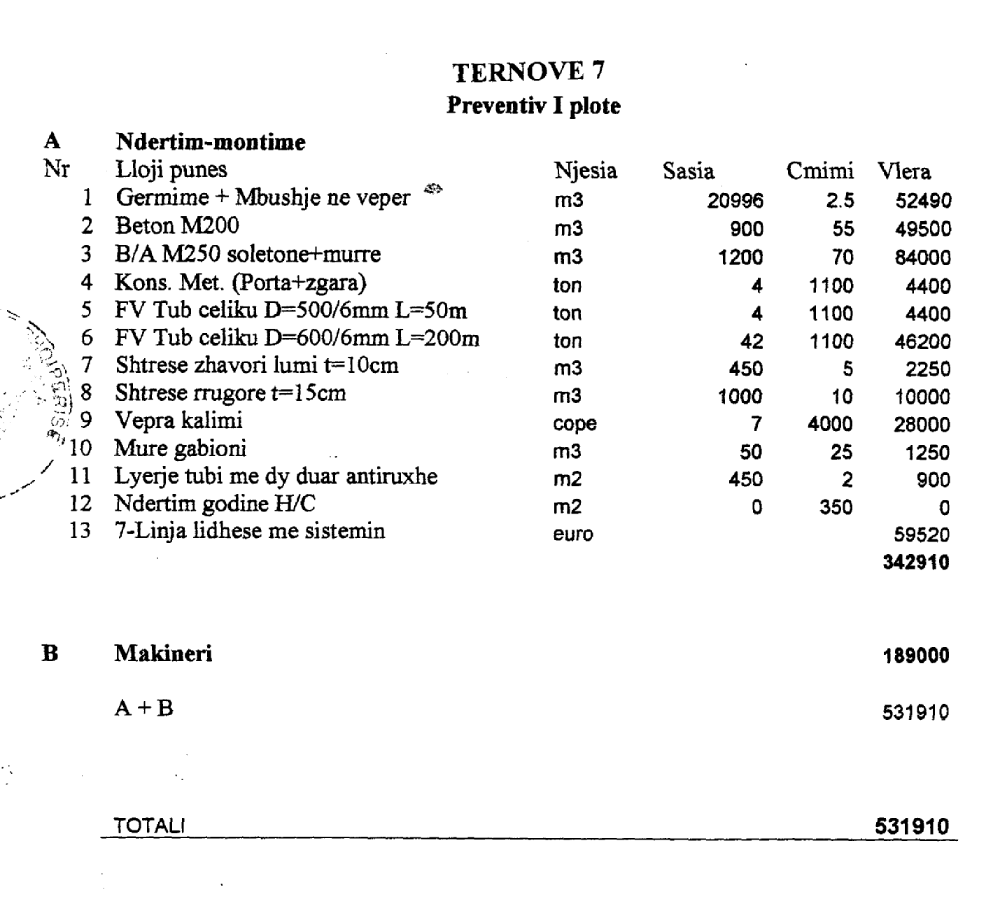 TERNOVE 7
Preventiv I plote
A Ndertim-montime
Nr Lloji punes Njesia Sasia Cmimi Vlera
1 Germime + Mbushje ne veper m3 20996 2.5 52490
2 Beton M200 m3 900 55 49500
3 B/A M250 soletone+murre m3 1200 70 84000
4 Kons. Met. (Porta+zgara) ton 4 1100 4400
5 FV Tub celiku D=500/6mm L=50m ton 4 1100 4400
6 FV Tub celiku D=600/6mm L=200m ton 42 1100 46200
7 Shtrese zhavori lumi t=10cm m3 450 5 2250
8 Shtrese rrugore t=15cm m3 1000 10 10000
9 Vepra kalimi cope 7 4000 28000
10 Mure gabioni m3 50 25 1250
11 Lyerje tubi me dy duar antiruxhe m2 450 2 900
12 Ndertim godine H/C m2 0 350 0
13 7-Linja lidhese me sistemin euro 59520
342910
B Makineri 189000
A + B 531910
TOTALI 531910